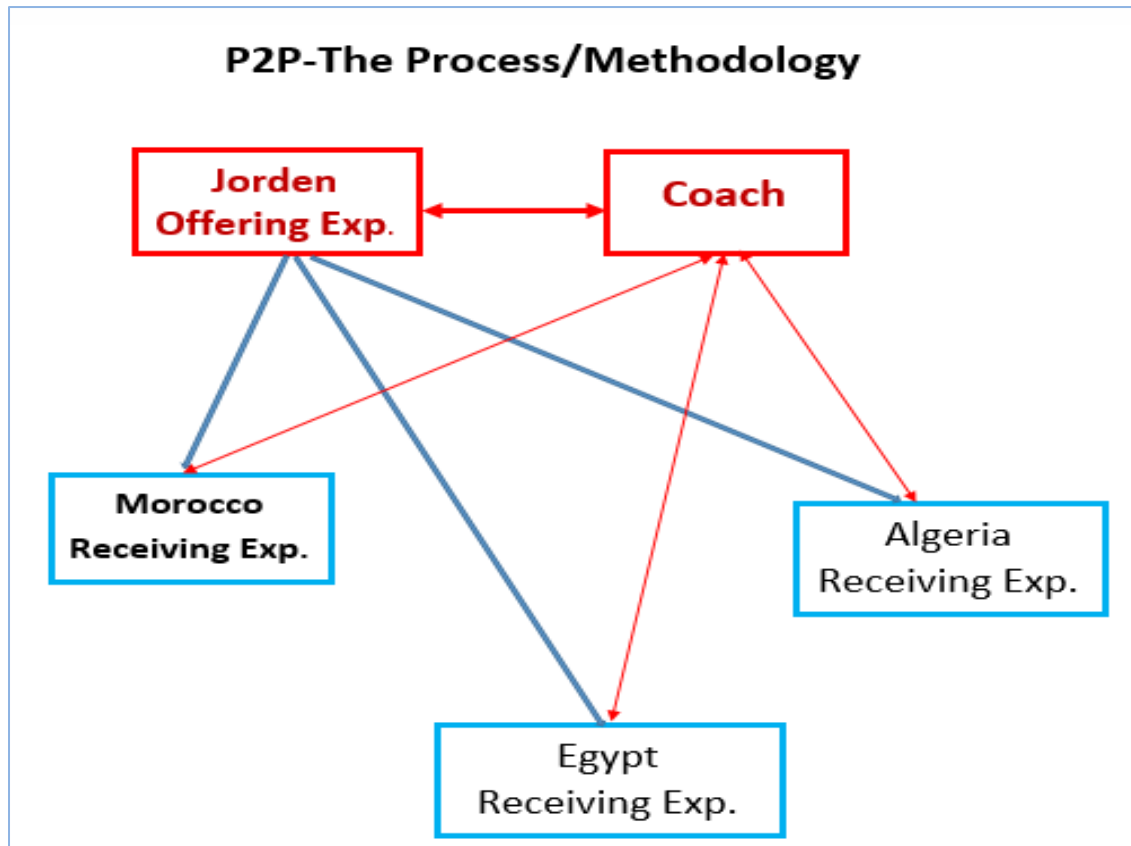 P2P-The Process/Methodology
Jorden
Offering Exp.
Coach
Morocco
Receiving Exp.
Algeria
Receiving Exp.
Egypt
Receiving Exp.